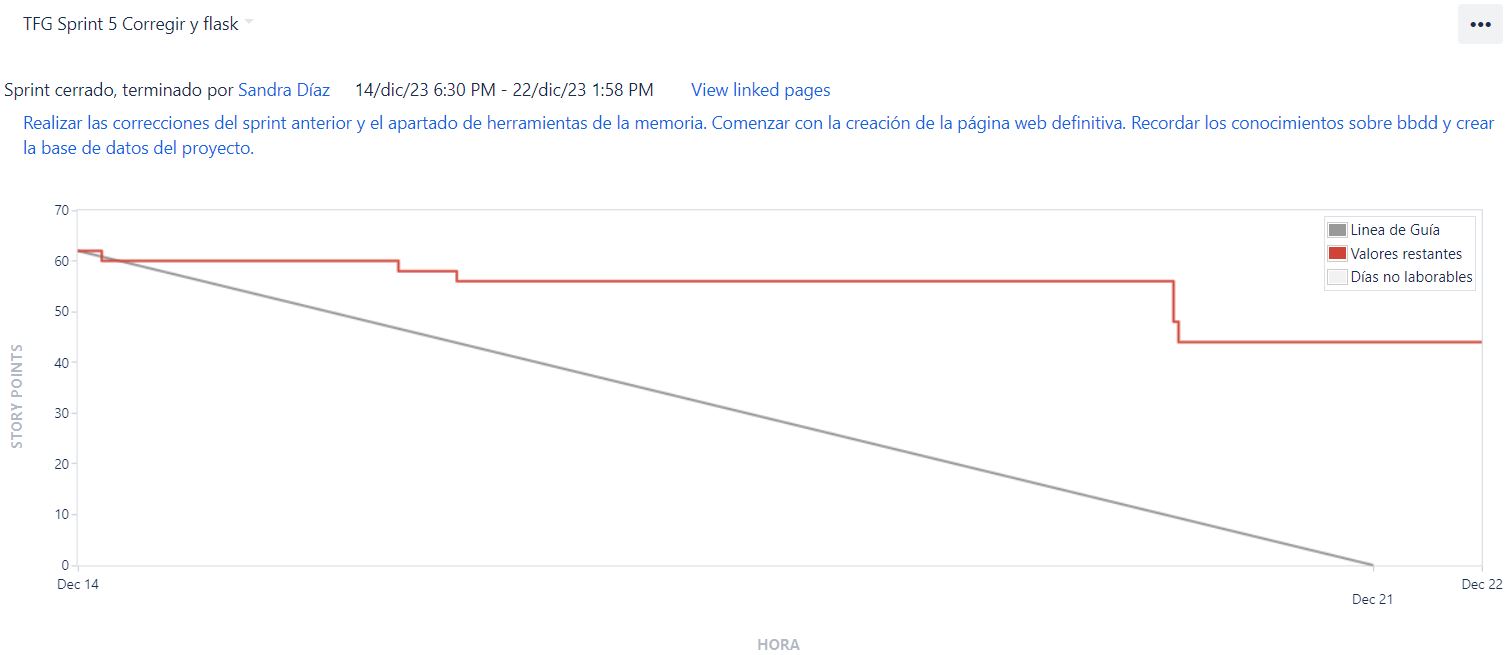 TFG Sprint 5 Corregir y flask
•••
Sprint cerrado, terminado por Sandra Díaz 14/dic/23 6:30 PM - 22/dic/23 1:58 PM View linked pages
Realizar las correcciones del sprint anterior y el apartado de herramientas de la memoria. Comenzar con la creación de la página web definitiva. Recordar los conocimientos sobre bbdd y crear
la base de datos del proyecto.
70
60
50
40
30
20
10
0
STORY POINTS
Linea de Guía
Valores restantes
Días no laborables
Dec 14
Dec 21
Dec 22
HORA